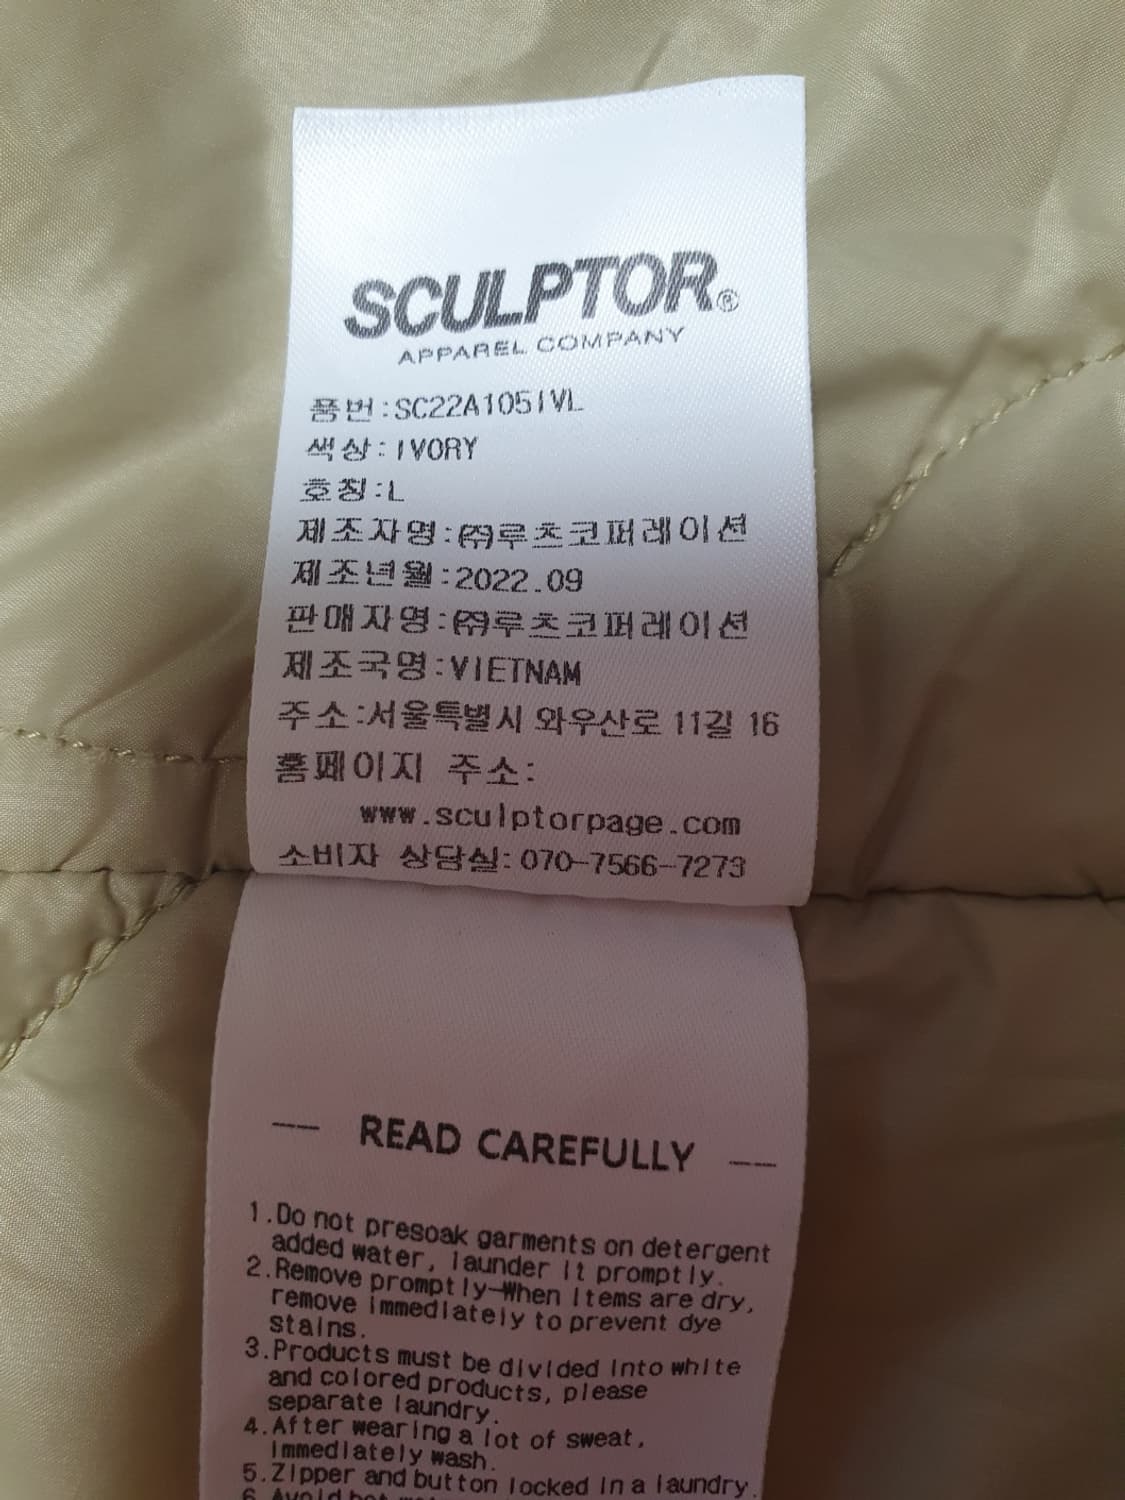 SCULPTOR®
APPAREL COMPANY
품번:SC22A105IVL
색상:IVORY
호칭:L
제조자명:㈜루츠코퍼레이션
제조년월:2022.09
판매자명:㈜루츠코퍼레이션
제조국명:VIETNAM
주소:서울특별시 와우산로 11길 16
홈페이지 주소:
www.sculptorpage.com
소비자 상담실:070-7566-7273
READ CAREFULLY
1.Do not presoak garments on detergent
added water, launder it promptly.
2.Remove promptly-When items are dry,
remove immediately to prevent dye
stains.
3.Products must be divided into white
and colored products, please
separate laundry.
4.After wearing a lot of sweat,
immediately wash.
5.Zipper and button locked in a laundry.
6.Avoid